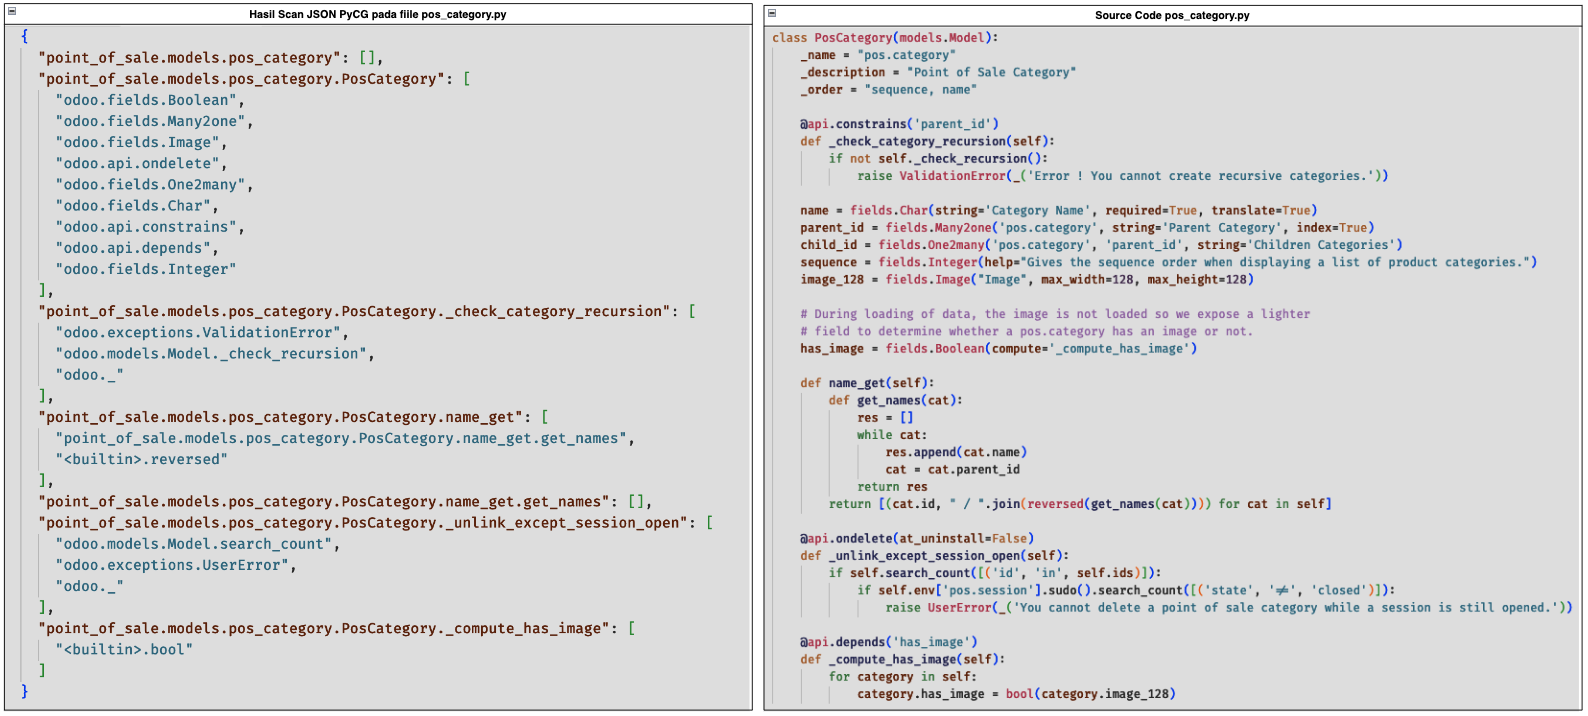 Hasil Scan JSON PyCG pada fiile pos_category.py
{
"point_of_sale.models.pos_category": [],
"point_of_sale.models.pos_category.PosCategory": [
"odoo.fields.Boolean",
"odoo.fields.Many2one",
"odoo.fields.Image",
"odoo.api.ondelete",
"odoo.fields.One2many",
"odoo.fields.Char",
"odoo.api.constrains",
"odoo.api.depends",
"odoo.fields.Integer"
],
"point_of_sale.models.pos_category.PosCategory._check_category_recursion": [
"odoo.exceptions.ValidationError",
"odoo.models.Model._check_recursion",
"odoo._"
],
"point_of_sale.models.pos_category.PosCategory.name_get": [
"point_of_sale.models.pos_category.PosCategory.name_get.get_names",
"<builtin>.reversed"
],
"point_of_sale.models.pos_category.PosCategory.name_get.get_names": [],
"point_of_sale.models.pos_category.PosCategory._unlink_except_session_open": [
"odoo.models.Model.search_count",
"odoo.exceptions.UserError",
"odoo._"
],
"point_of_sale.models.pos_category.PosCategory._compute_has_image": [
"<builtin>.bool"
]
}
Source Code pos_category.py
class PosCategory(models.Model):
_name = "pos.category"
_description = "Point of Sale Category"
_order = "sequence, name"
@api.constrains('parent_id')
def _check_category_recursion(self):
if not self._check_recursion():
raise ValidationError(_('Error ! You cannot create recursive categories.'))
name = fields.Char(string='Category Name', required=True, translate=True)
parent_id = fields.Many2one('pos.category', string='Parent Category', index=True)
child_id = fields.One2many('pos.category', 'parent_id', string='Children Categories')
sequence = fields.Integer(help="Gives the sequence order when displaying a list of product categories.")
image_128 = fields.Image("Image", max_width=128, max_height=128)
# During loading of data, the image is not loaded so we expose a lighter
# field to determine whether a pos.category has an image or not.
has_image = fields.Boolean(compute='_compute_has_image')
def name_get(self):
def get_names(cat):
res = []
while cat:
res.append(cat.name)
cat = cat.parent_id
return res
return [(cat.id, " / ".join(reversed(get_names(cat)))) for cat in self]
@api.ondelete(at_uninstall=False)
def _unlink_except_session_open(self):
if self.search_count([('id', 'in', self.ids)]):
if self.env['pos.session'].sudo().search_count([('state', '≠', 'closed')]):
raise UserError(_('You cannot delete a point of sale category while a session is still opened.'))
@api.depends('has_image')
def _compute_has_image(self):
for category in self:
category.has_image = bool(category.image_128)